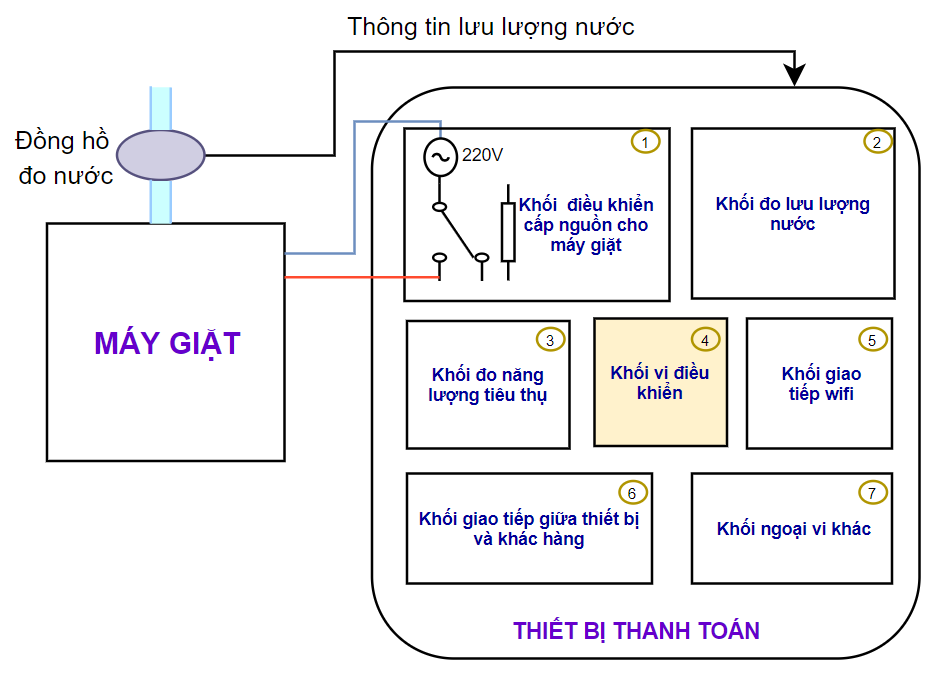 Thông tin lưu lượng nước
Đồng hồ
đo nước
MÁY GIẶT
220V
1
Khối điều khiển
cấp nguồn cho
máy giặt
2
Khối đo lưu lượng
nước
3
Khối đo năng
lượng tiêu thụ
4
Khối vi điều
khiển
5
Khối giao
tiếp wifi
6
Khối giao tiếp giữa thiết bị
và khác hàng
7
Khối ngoại vi khác
THIẾT BỊ THANH TOÁN